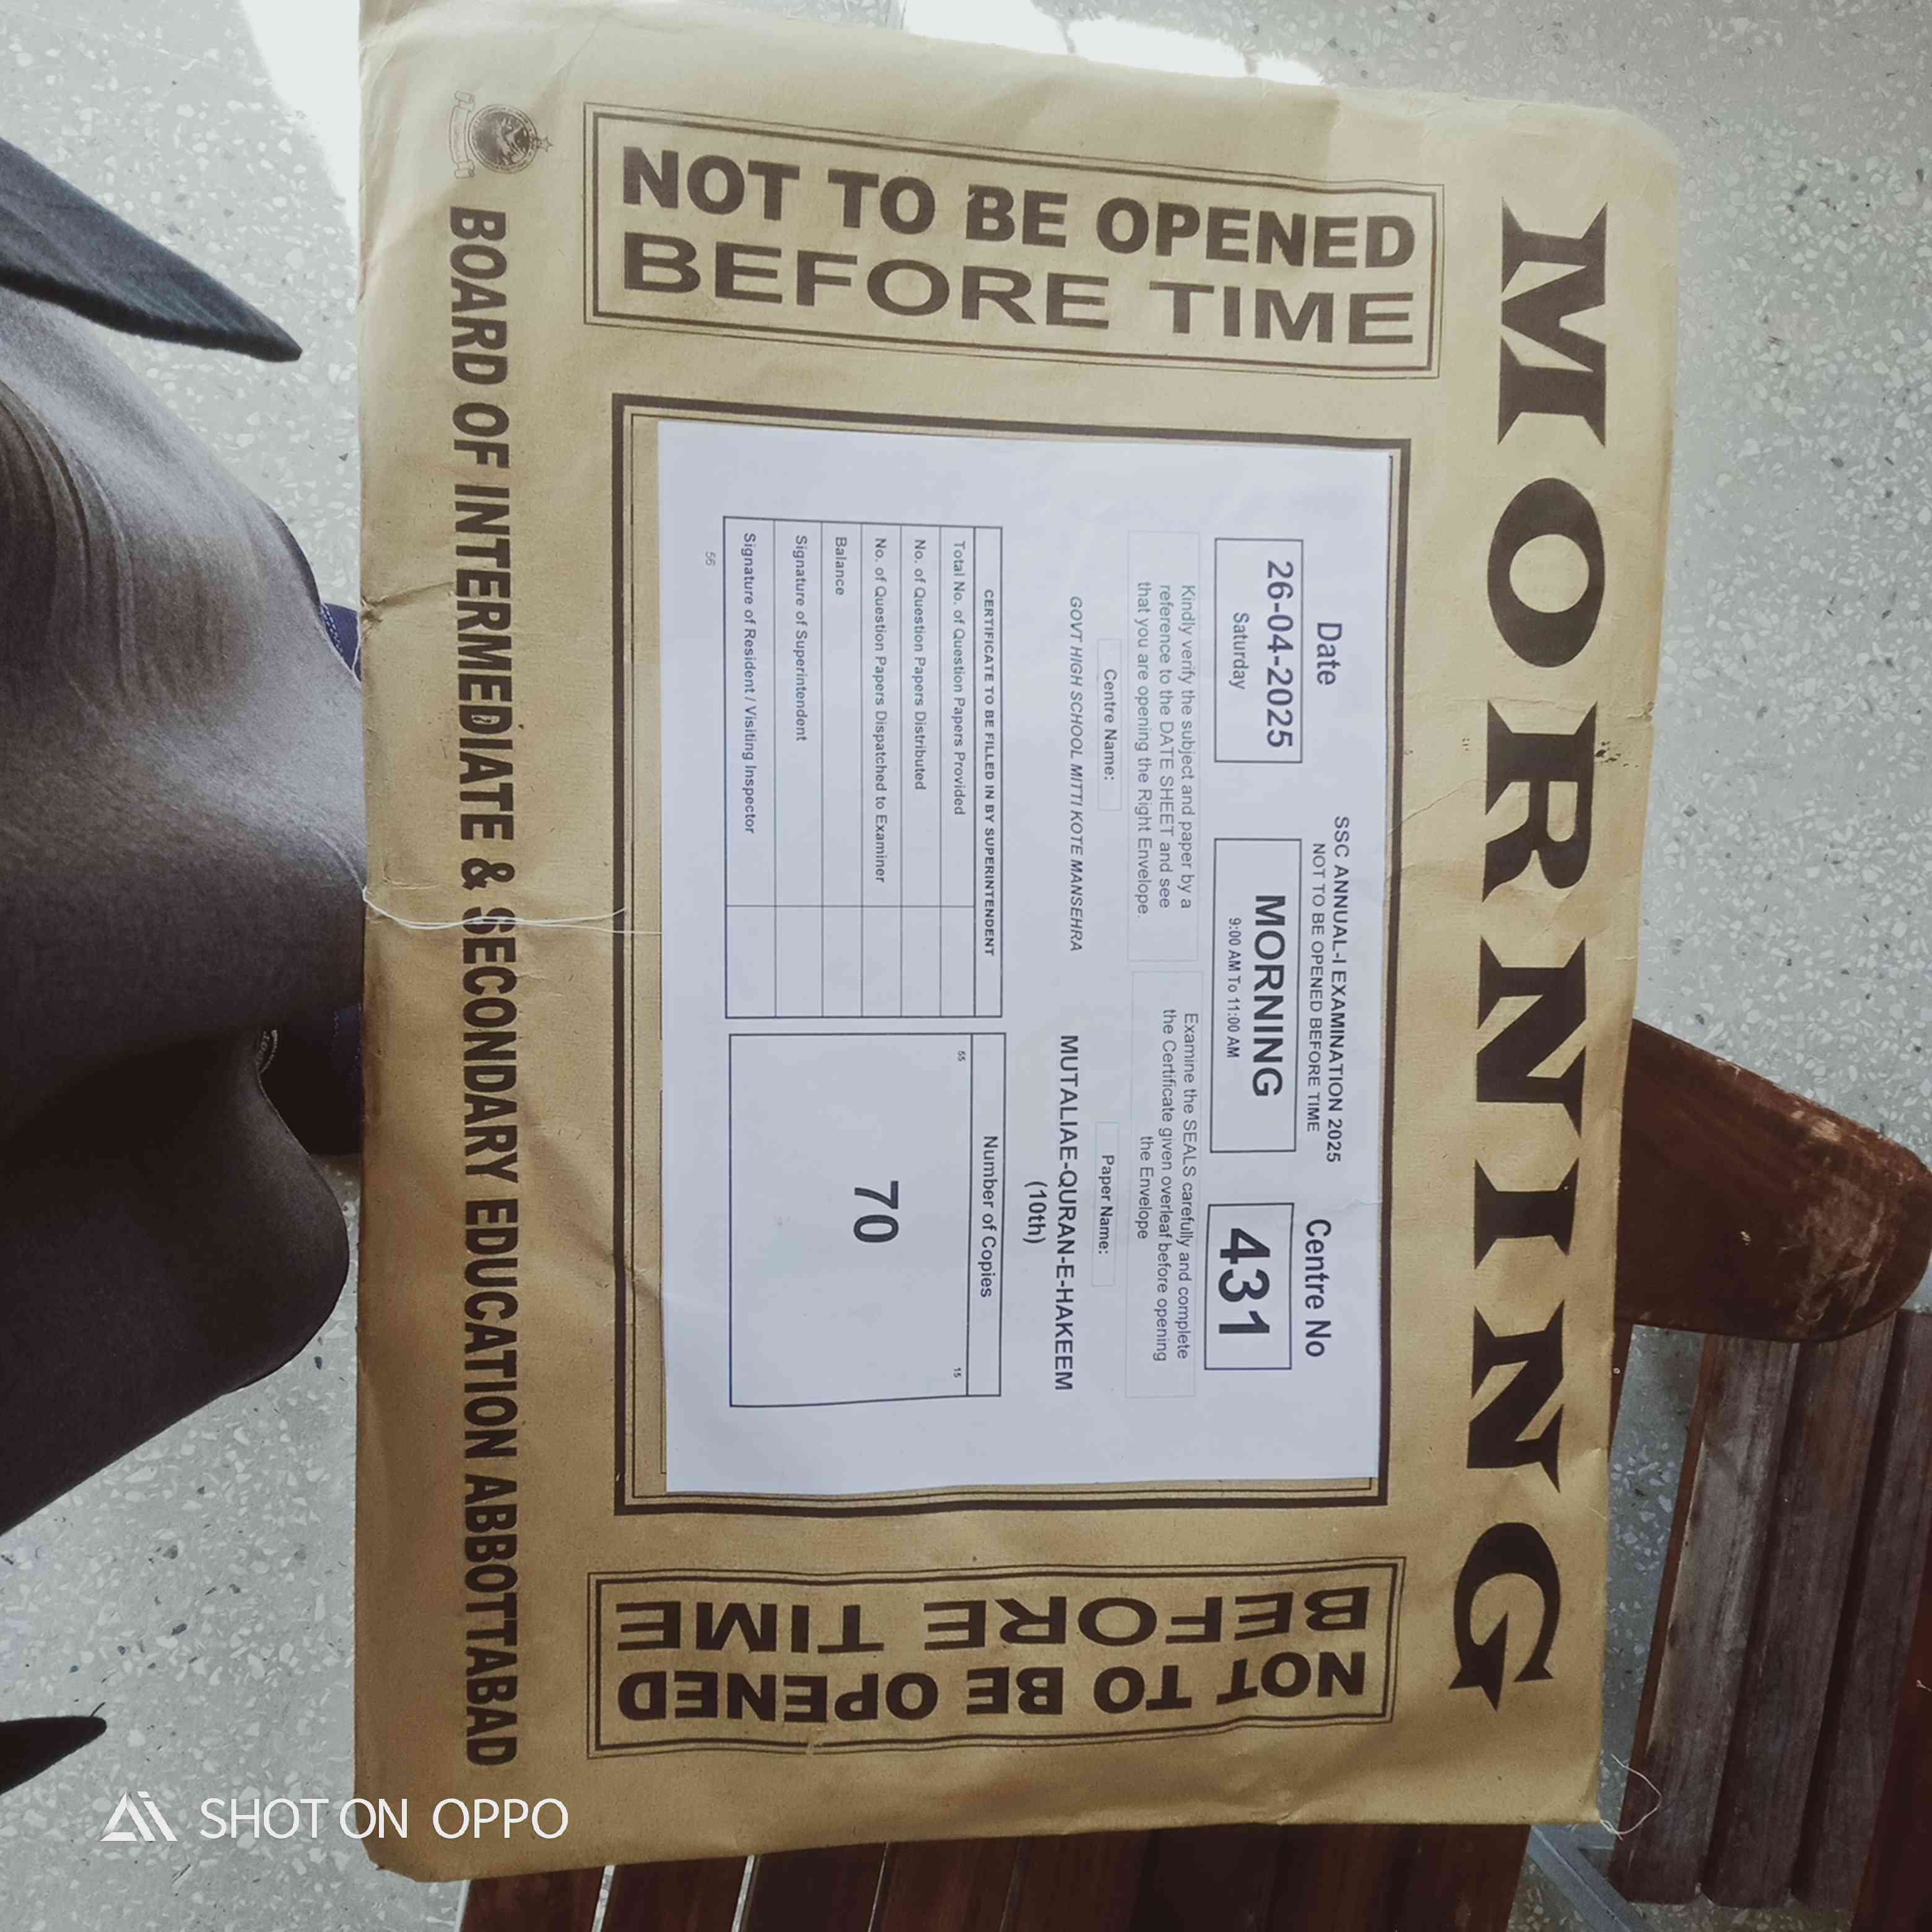 MORNING
NOT TO BE OPENED
BEFORE TIME
Date
SSC ANNUAL-I EXAMINATION 2025
NOT TO BE OPENED BEFORE TIME
Centre No
26-04-2025
Saturday
MORNING
9:00 AM To 11:00 AM
431
Kindly verify the subject and paper by a
reference to the DATE SHEET and see
that you are opening the Right Envelope.
Examine the SEALS carefully and complete
the Certificate given overleaf before opening
the Envelope
Centre Name:
GOVT HIGH SCHOOL MITTI KOTE MANSEHRA
Paper Name:
MUTALIAE-QURAN-E-HAKEEM
(10th)
CERTIFICATE TO BE FILLED IN BY SUPERINTENDENT
Total No. of Question Papers Provided
No. of Question Papers Distributed
No. of Question Papers Dispatched to Examiner
Balance
Signature of Superintendent
Signature of Resident / Visiting Inspector
56
Number of Copies
55
15
70
NOT TO BE OPENED
BEFORE TIME
BOARD OF INTERMEDIATE & SECONDARY EDUCATION ABBOTTABAD
SHOT ON OPPO